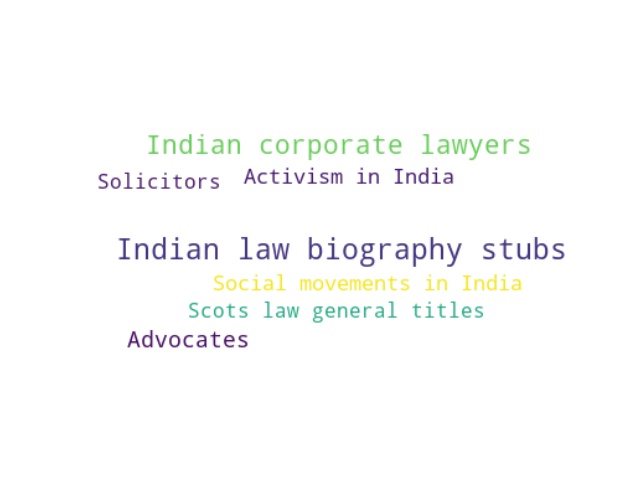 Indian corporate lawyers
Solicitors
Activism in India
Indian law biography stubs
Social movements in India
Scots law general titles
Advocates